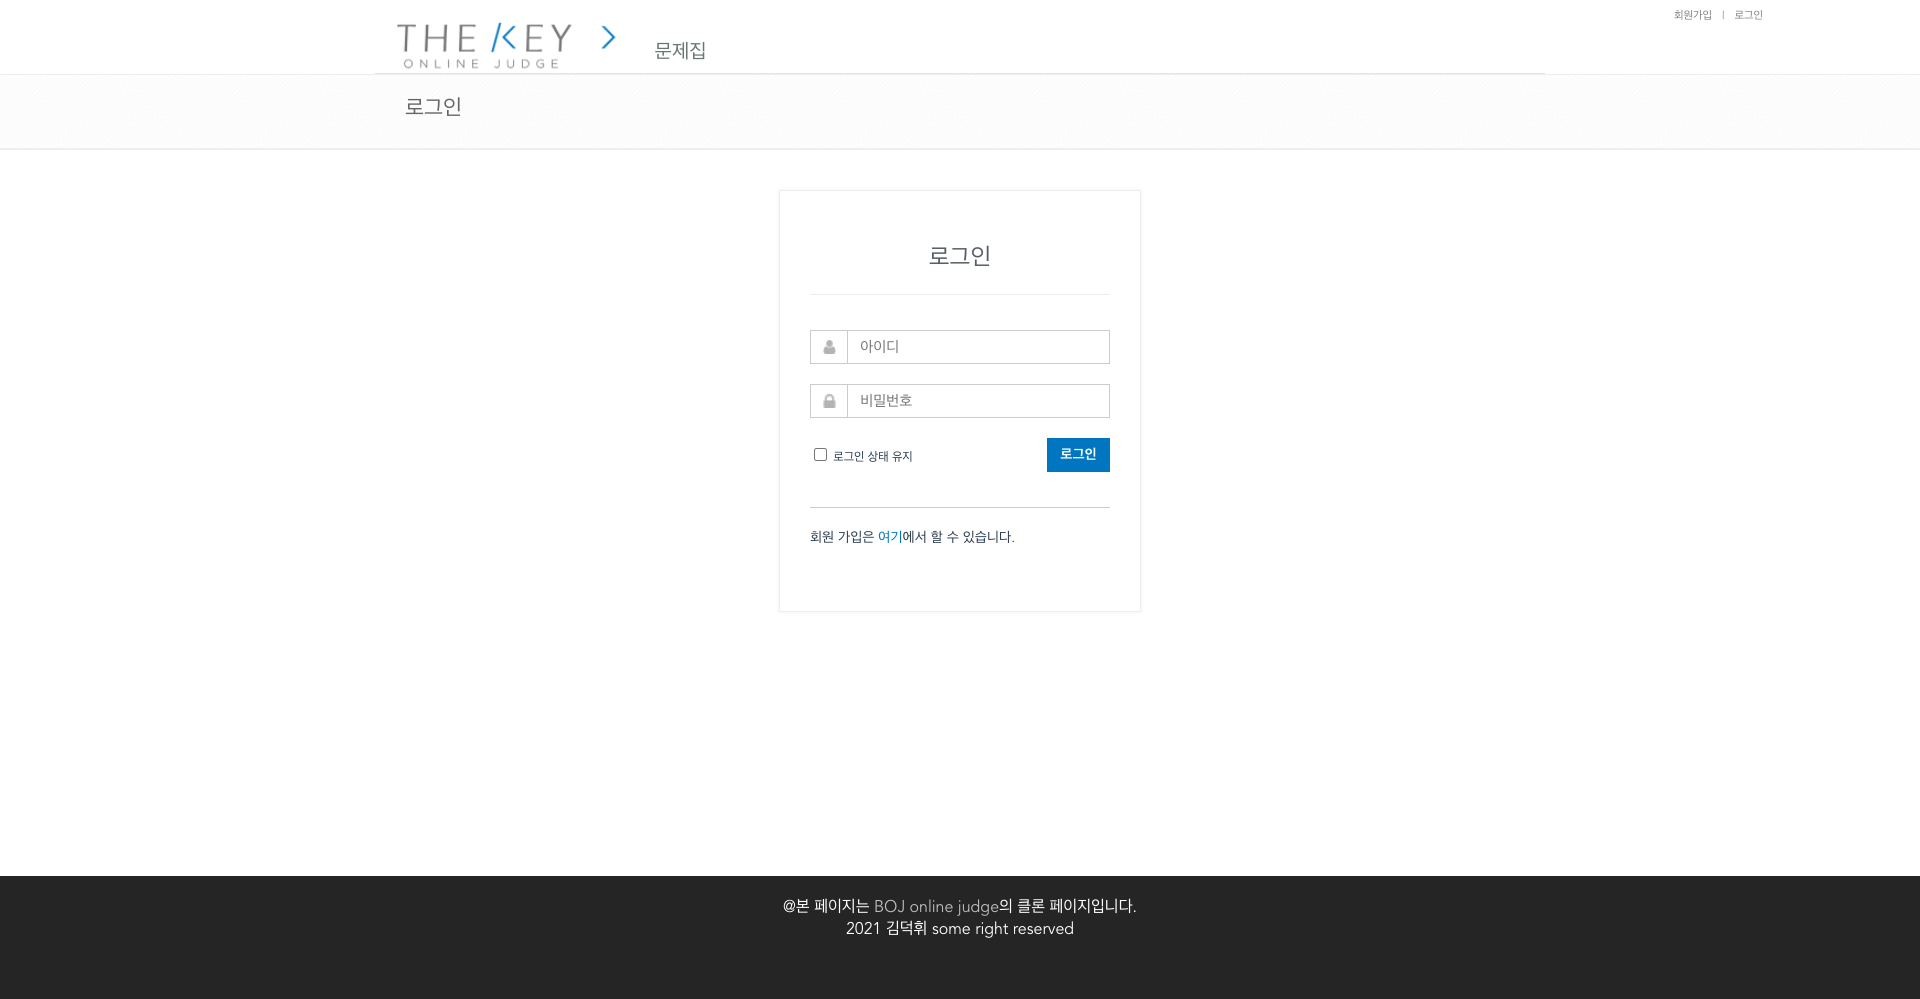 회원가입 | 로그인
THE KEY >
ONLINE JUDGE
문제집
로그인
로그인
아이디
비밀번호
로그인 상태 유지
로그인
회원 가입은 여기에서 할 수 있습니다.
@본 페이지는 BOJ online judge의 클론 페이지입니다.
2021 김덕휘 some right reserved